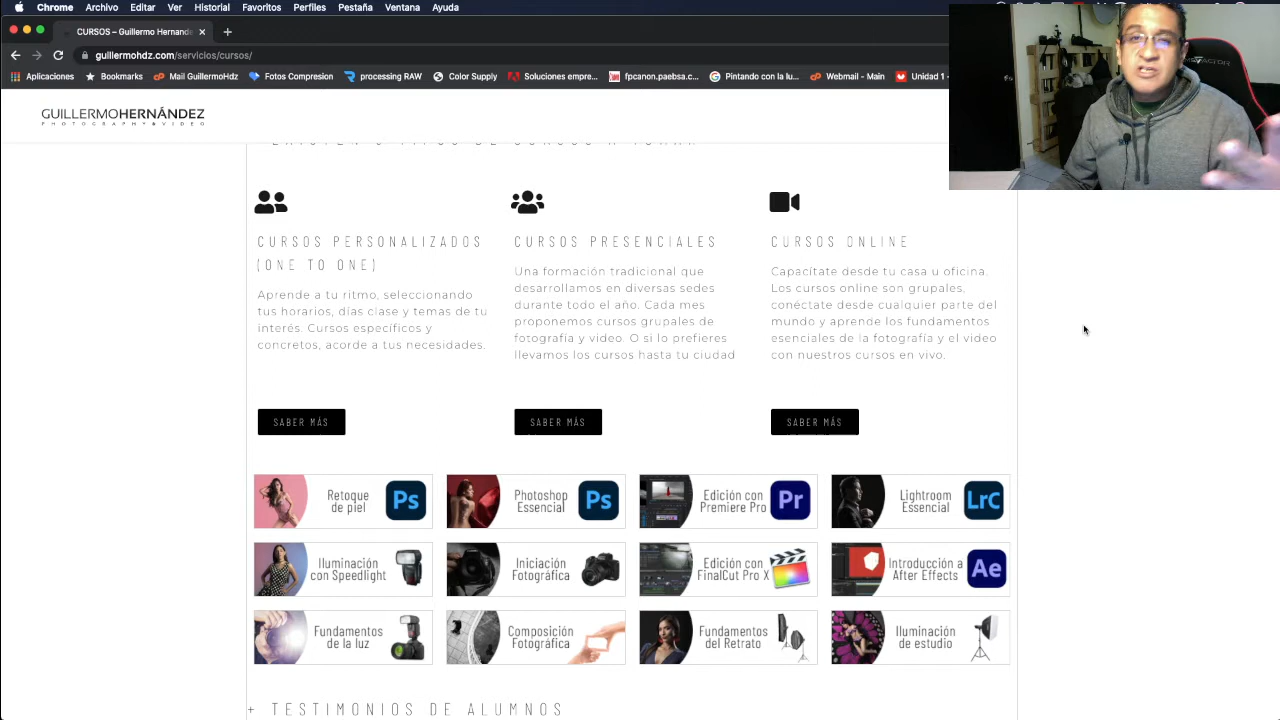 Chrome Archivo Editar Ver Historial Favoritos Perfiles Pestaña Ventana Ayuda
CURSOS – Guillermo Hernande
guillermohdz.com/servicios/cursos/
Aplicaciones Bookmarks Mail GuillermoHdz Fotos Compresion processing RAW Color Supply Soluciones empre... fpcanon.paebsa.c... Pintando con la lu... Webmail - Main Unidad 1
GUILLERMOHERNÁNDEZ
PHOTOGRAPHY VIDEO
CURSOS PERSONALIZADOS
(ONE TO ONE)
Aprende a tu ritmo, seleccionando
tus horarios, días clase y temas de tu
interés. Cursos específicos y
concretos, acorde a tus necesidades.
SABER MÁS
CURSOS PRESENCIALES
Una formación tradicional que
desarrollamos en diversas sedes
durante todo el año. Cada mes
proponemos cursos grupales de
fotografía y video. O si lo prefieres
llevamos los cursos hasta tu ciudad
SABER MÁS
CURSOS ONLINE
Capacítate desde tu casa u oficina.
Los cursos online son grupales,
conéctate desde cualquier parte del
mundo y aprende los fundamentos
esenciales de la fotografía y el video
con nuestros cursos en vivo.
SABER MÁS
Retoque
de piel
Ps
Photoshop
Essencial
Ps
Edición con
Premiere Pro
Pr
Lightroom
Essencial
LrC
Iluminación
con Speedlight
Iniciación
Fotográfica
Edición con
FinalCut Pro X
Introducción a
After Effects
Ae
Fundamentos
de la luz
Composición
Fotográfica
Fundamentos
del Retrato
Iluminación
de estudio
+ TESTIMONIOS DE ALUMNOS